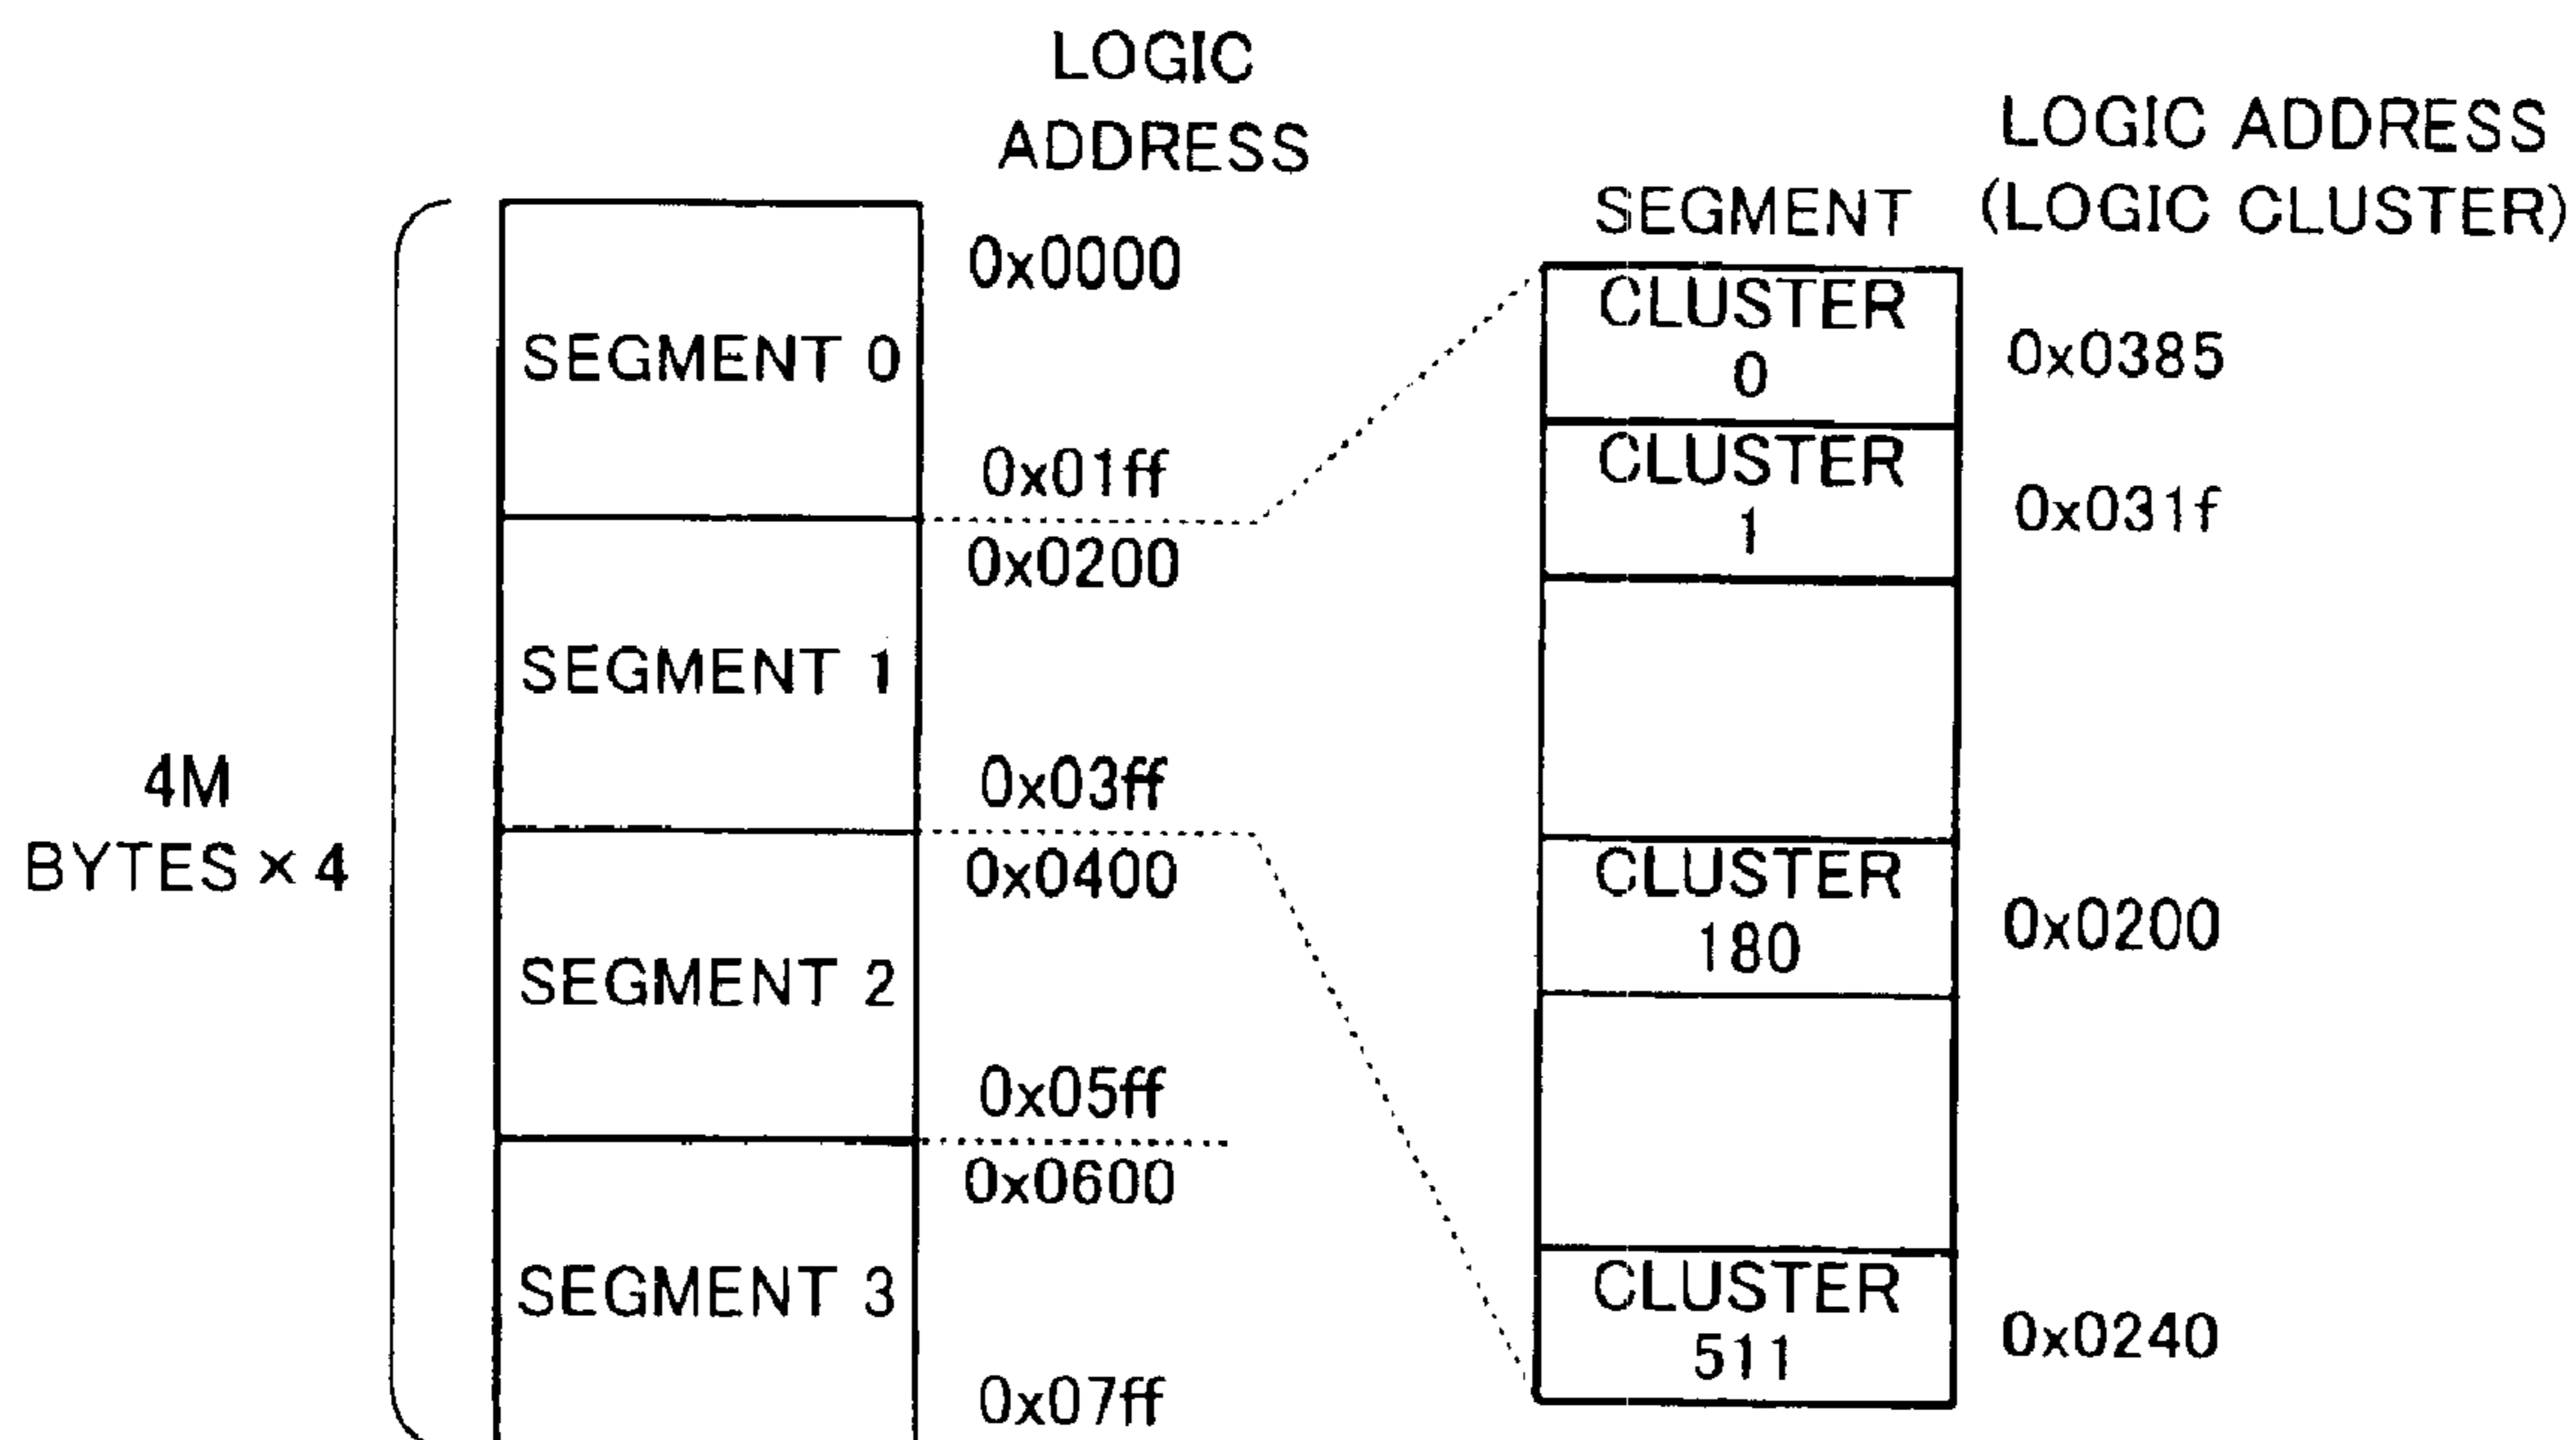 LOGIC
ADDRESS
0x0000
SEGMENT 0
0x01ff
0x0200
SEGMENT 1
0x03ff
4M
BYTES × 4
0x0400
SEGMENT 2
0x05ff
0x0600
SEGMENT 3
0x07ff
LOGIC ADDRESS
SEGMENT (LOGIC CLUSTER)
CLUSTER
0
0x0385
CLUSTER
1
0x031f
CLUSTER
180
0x0200
CLUSTER
511
0x0240